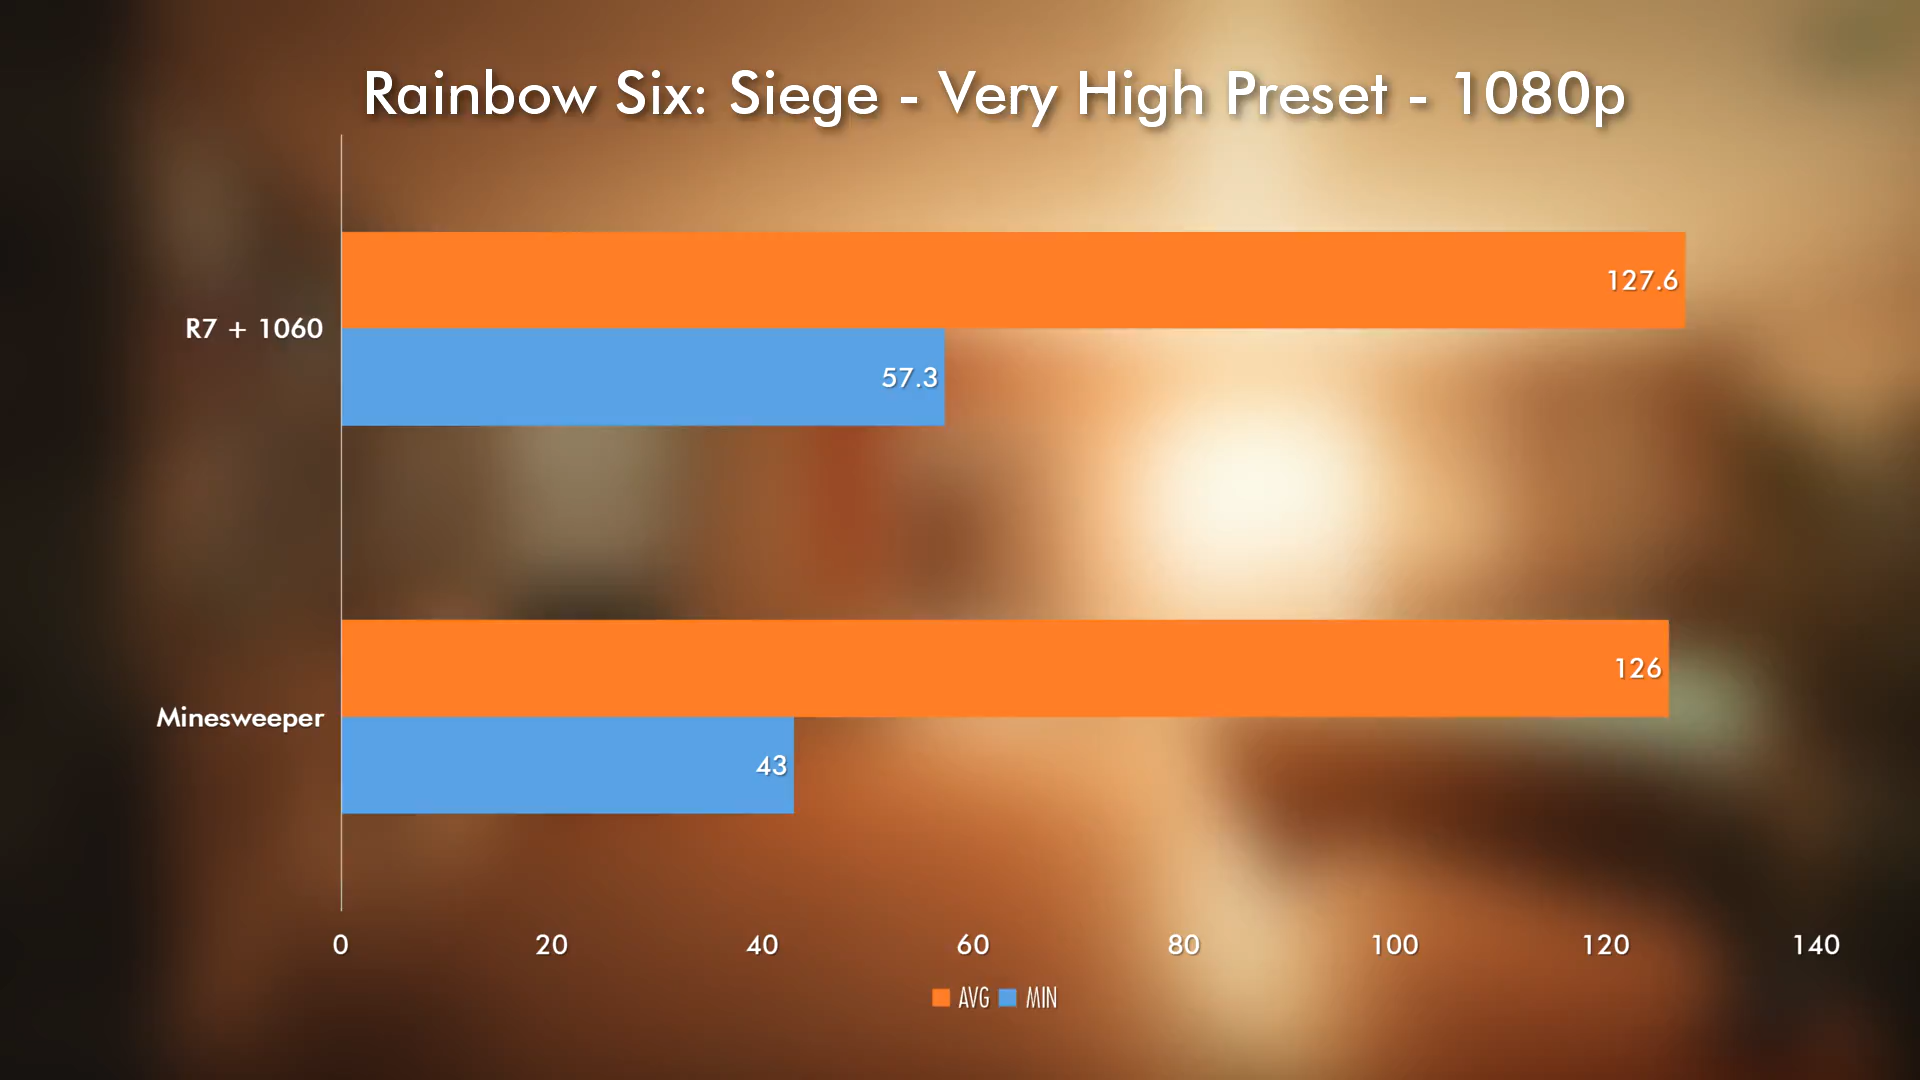 Rainbow Six: Siege - Very High Preset - 1080p
127.6
R7 + 1060
57.3
126
Minesweeper
43
0 20 40 60 80 100 120 140
AVG MIN